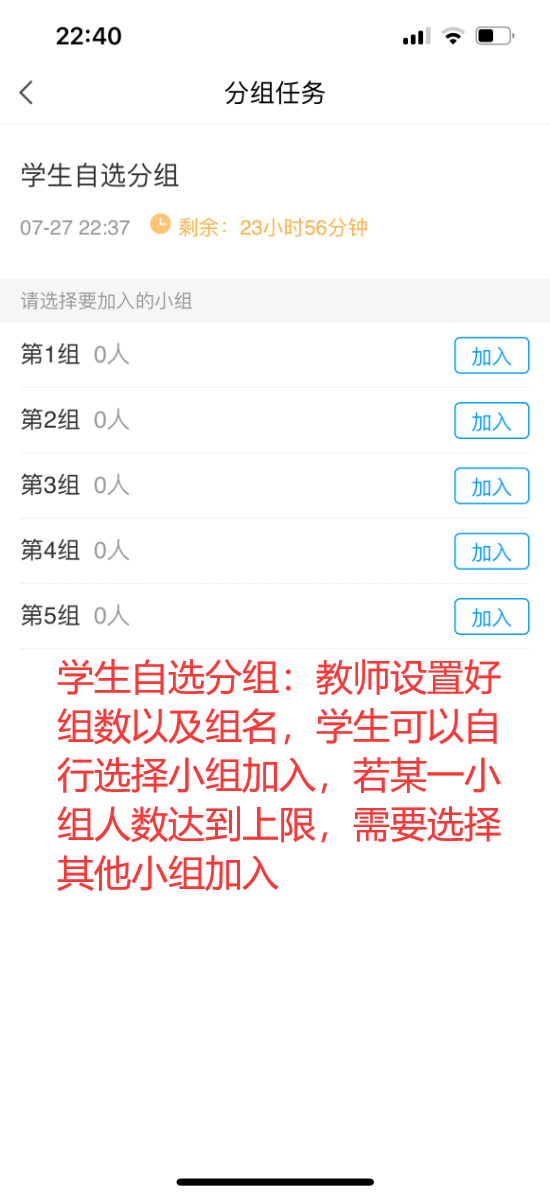 22:40
分组任务
学生自选分组
07-27 22:37 剩余：23小时56分钟
请选择要加入的小组
第1组 0人 加入
第2组 0人 加入
第3组 0人 加入
第4组 0人 加入
第5组 0人 加入
学生自选分组：教师设置好
组数以及组名，学生可以自
行选择小组加入，若某一小
组人数达到上限，需要选择
其他小组加入